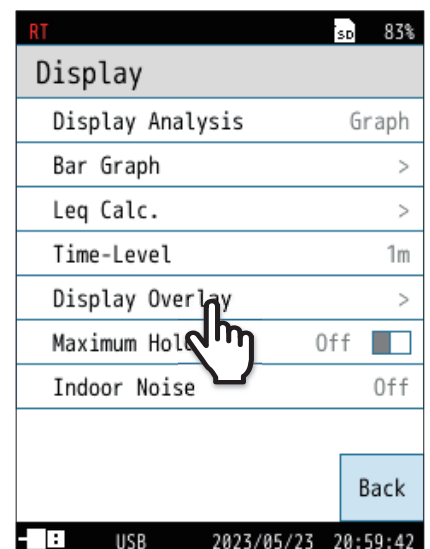 RT SD 83%
Display
Display Analysis Graph
Bar Graph >
Leq Calc. >
Time-Level 1m
Display Overlay >
Maximum Hol Off
Indoor Noise Off
Back
USB 2023/05/23 20:59:42